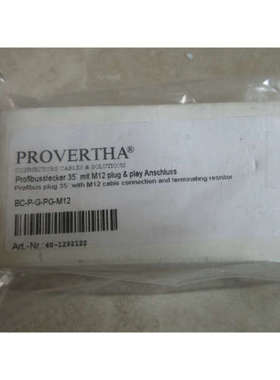 PROVERTHA®
CONNECTORS CABLES & SOLUTIONS
Profibusstecker 35° mit M12 plug & play Anschluss
Profibus plug 35° with M12 cable connection and terminating resistor
BC-P-G-PG-M12
Art.-Nr.: